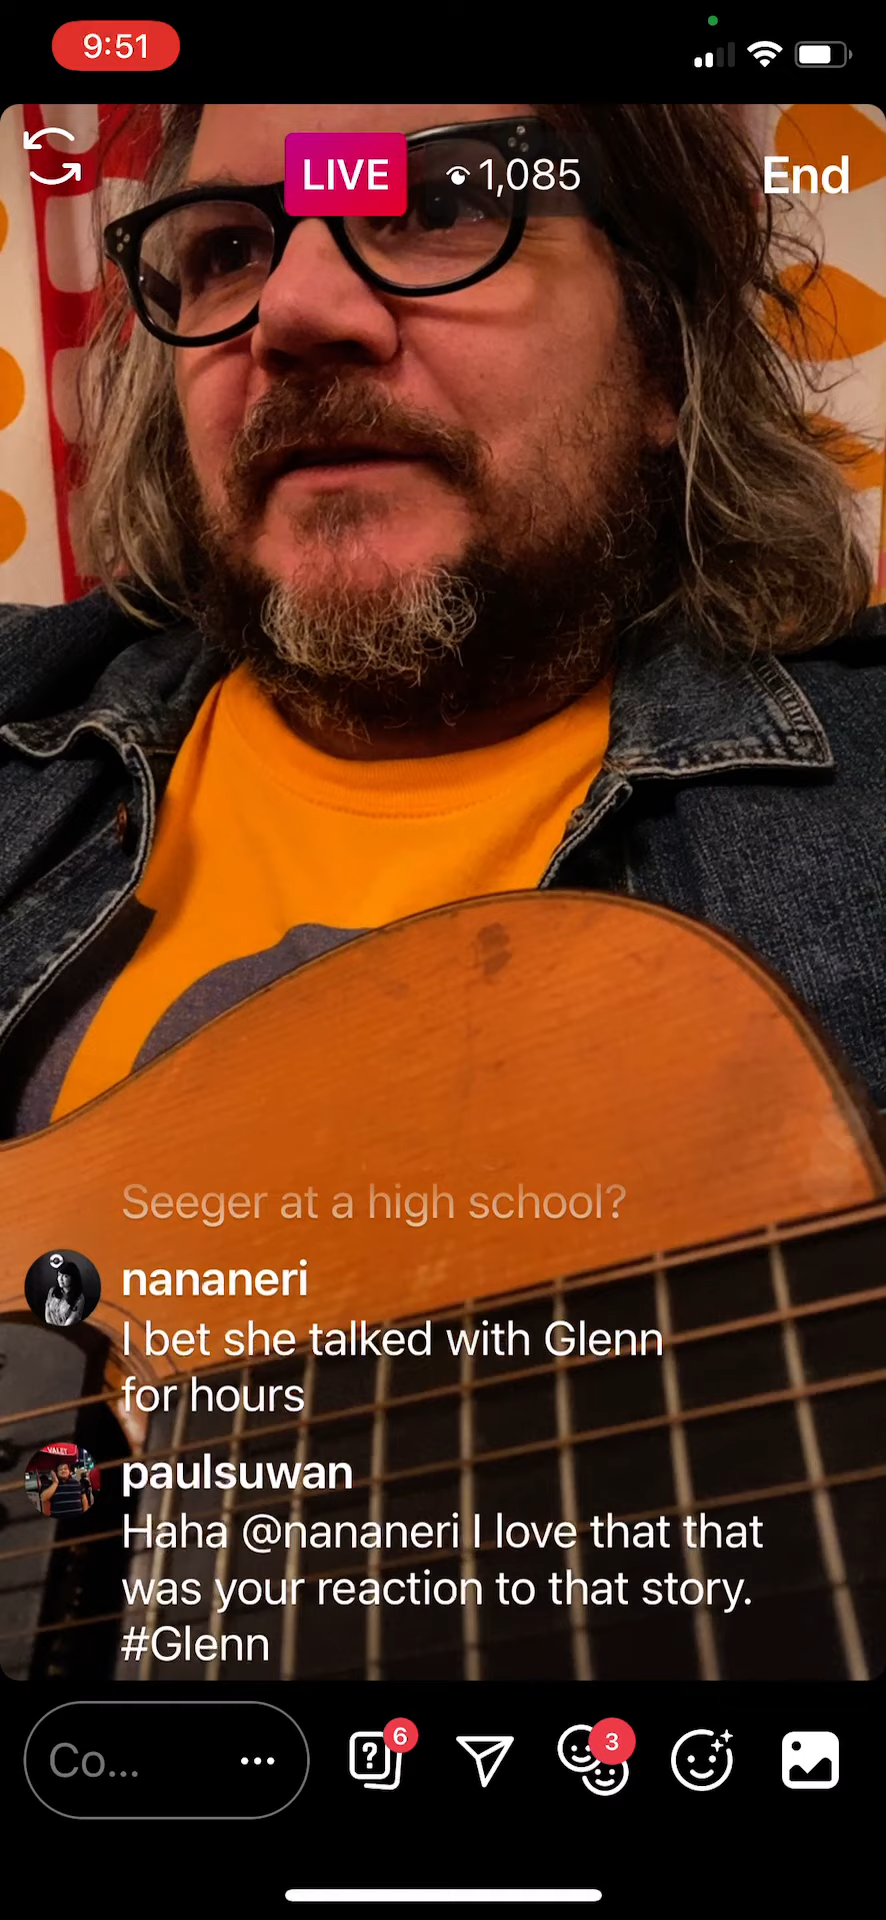 9:51
LIVE 1,085 End
Seeger at a high school?
nananeri
I bet she talked with Glenn
for hours
VALET
paulsuwan
Haha @nananeri I love that that
was your reaction to that story.
#Glenn
Co... ...
6
3